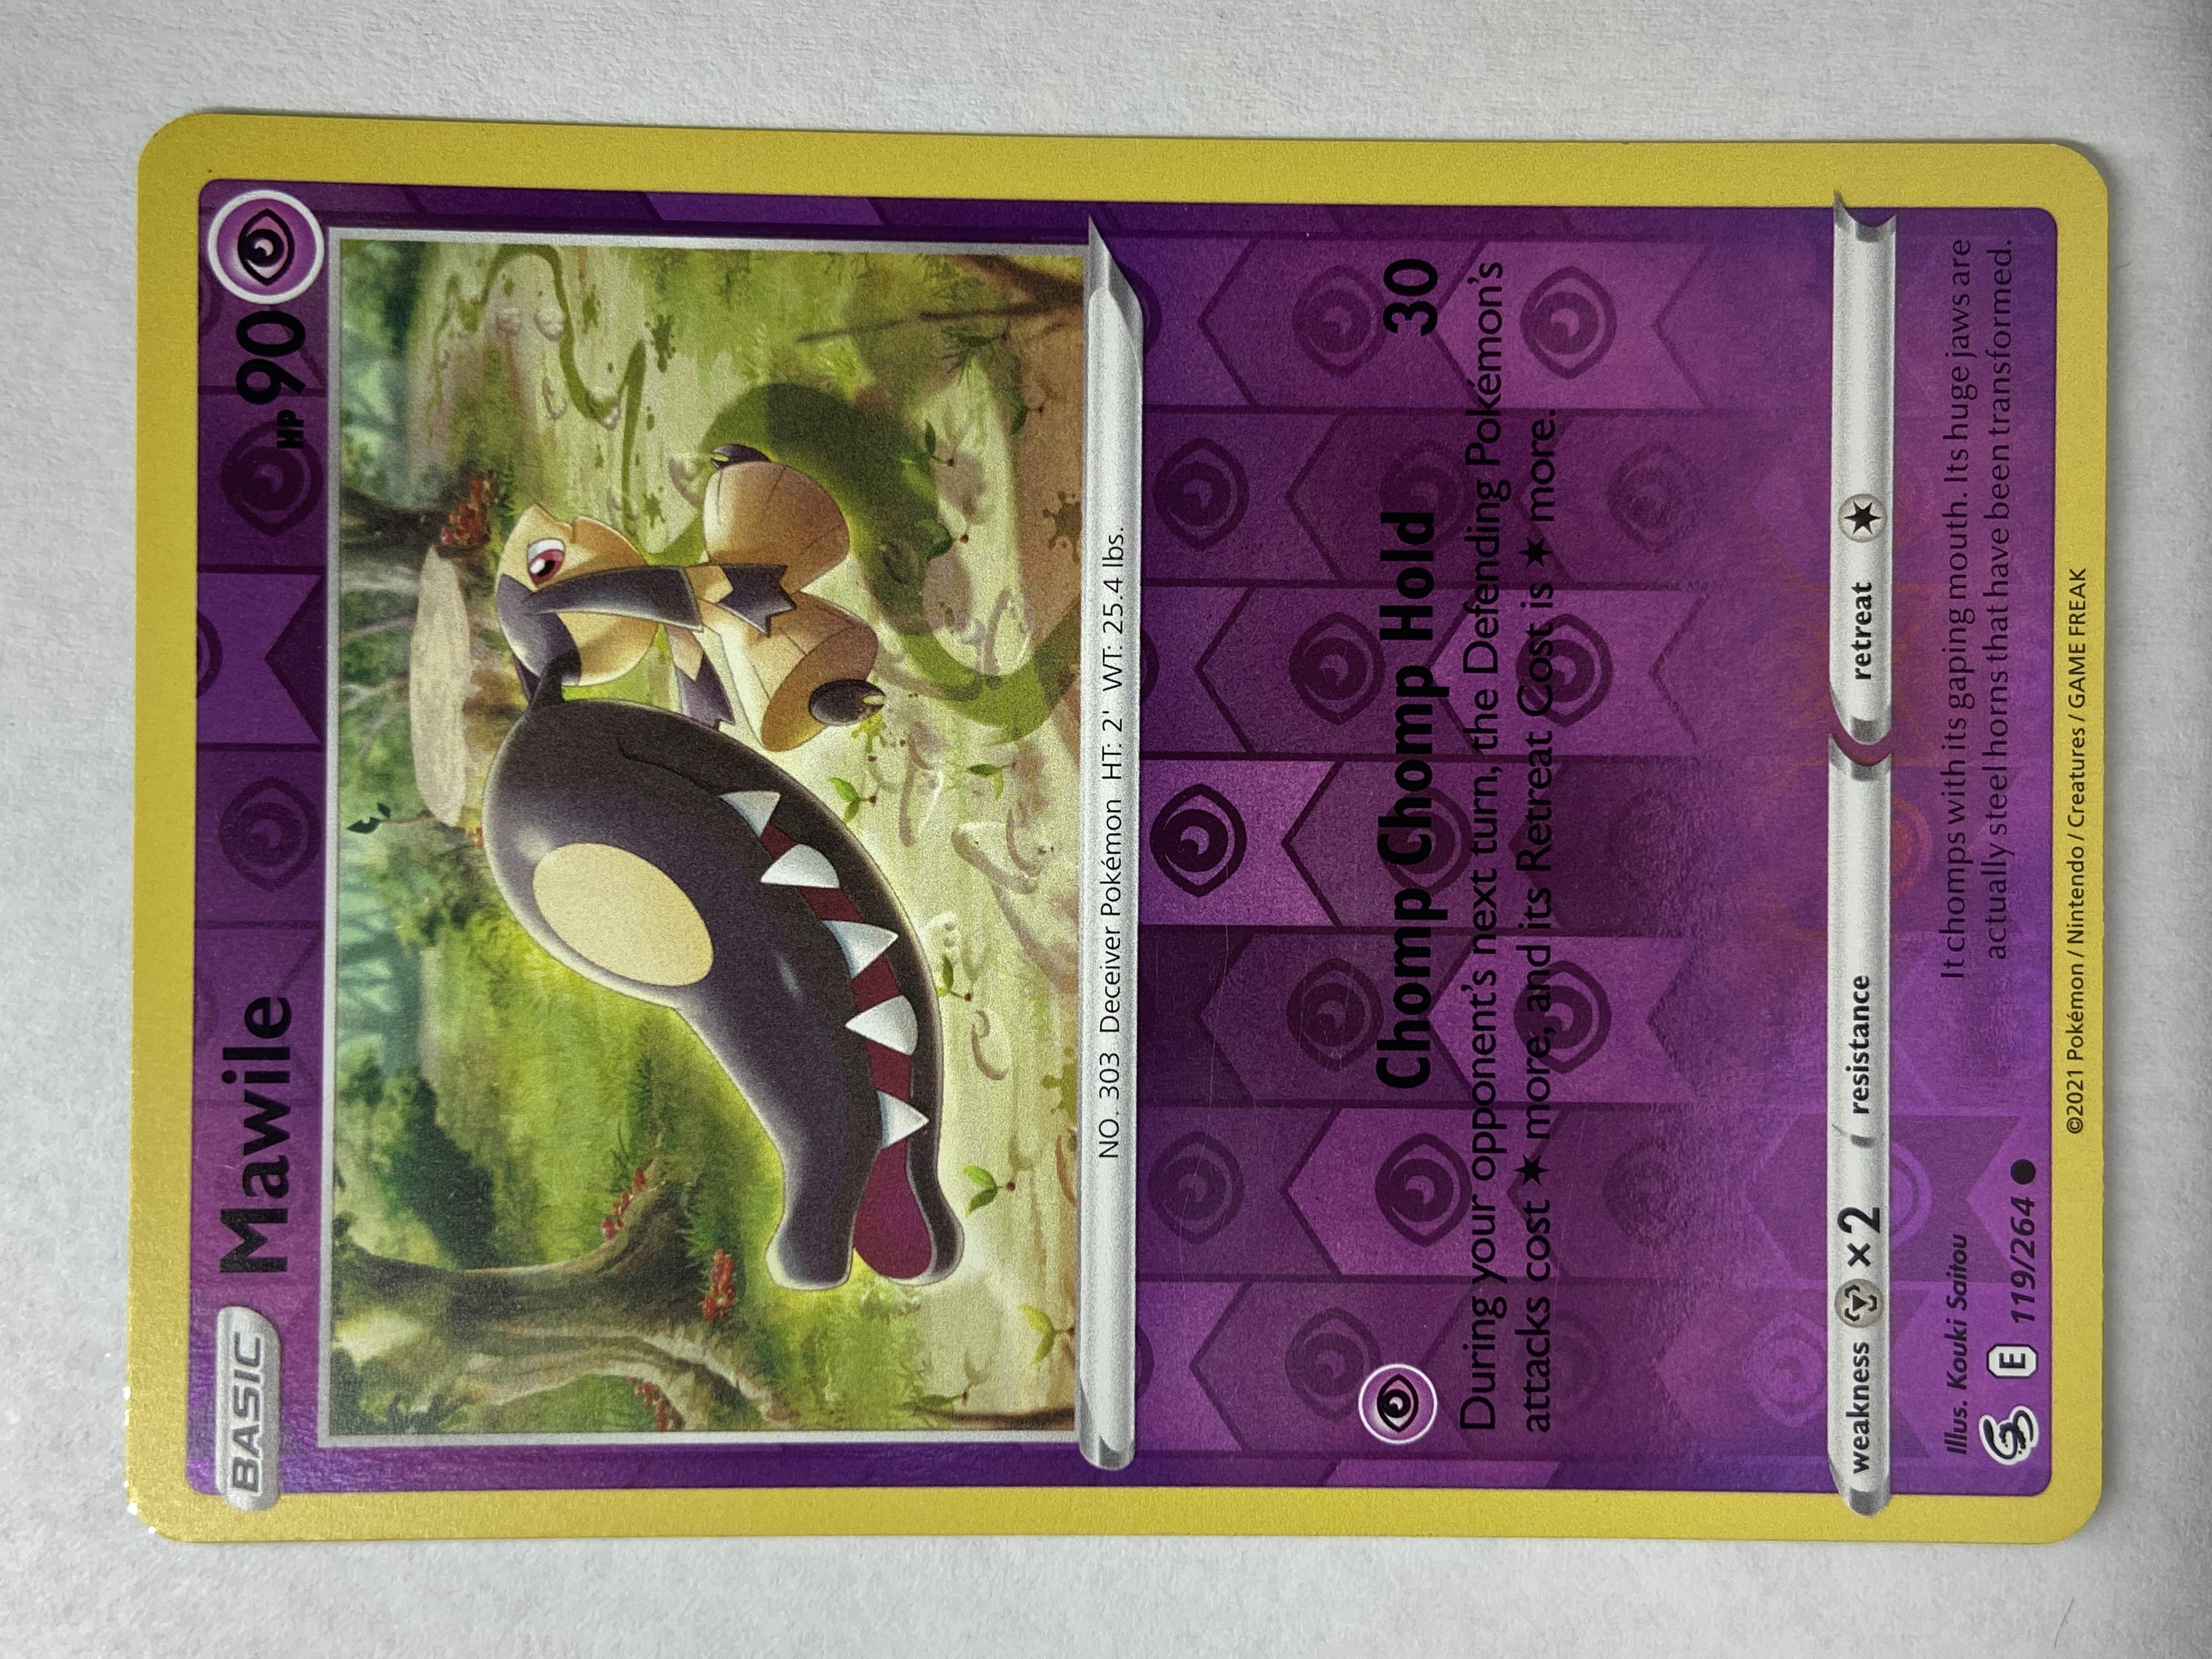 BASIC Mawile HP 90
NO. 303 Deceiver Pokémon HT: 2' WT: 25.4 lbs.
Chomp Chomp Hold 30
During your opponent's next turn, the Defending Pokémon's
attacks cost ✶ more, and its Retreat Cost is ✶ more.
weakness ×2 resistance retreat
Illus. Kouki Saitou
It chomps with its gaping mouth. Its huge jaws are
actually steel horns that have been transformed.
E 119/264 ●
©2021 Pokémon / Nintendo / Creatures / GAME FREAK